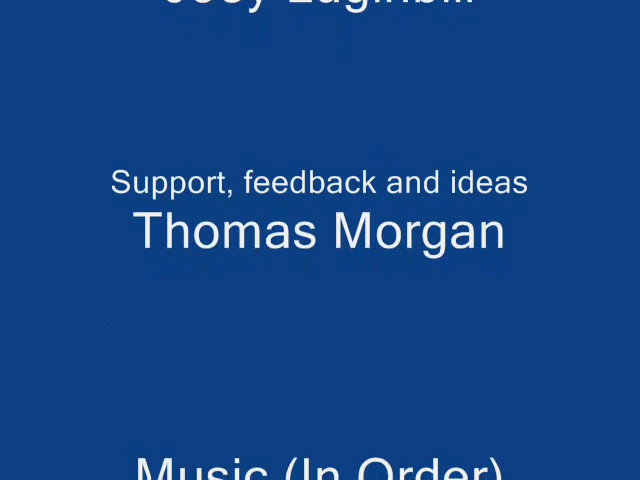 Support, feedback and ideas
Thomas Morgan
Music (In Order)